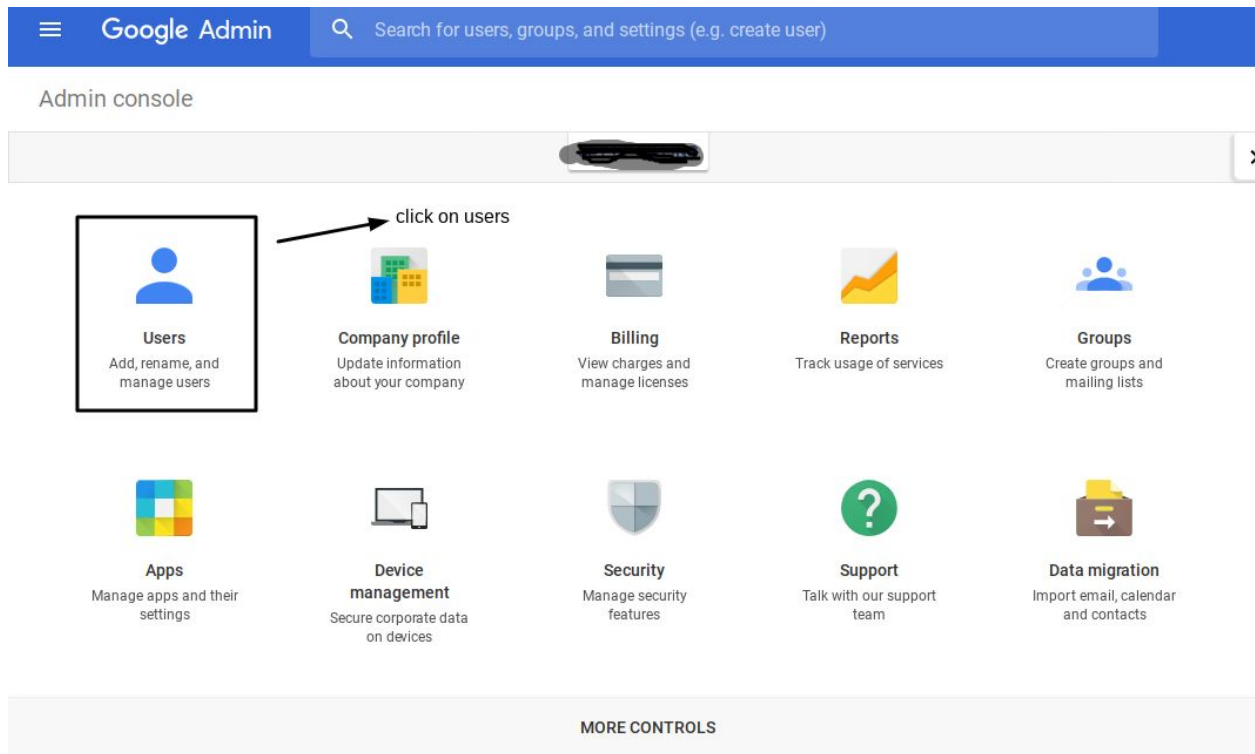 Google Admin
Search for users, groups, and settings (e.g. create user)
Admin console
click on users
Users
Add, rename, and
manage users
Company profile
Update information
about your company
Billing
View charges and
manage licenses
Reports
Track usage of services
Groups
Create groups and
mailing lists
Apps
Manage apps and their
settings
Device
management
Secure corporate data
on devices
Security
Manage security
features
Support
Talk with our support
team
Data migration
Import email, calendar
and contacts
MORE CONTROLS